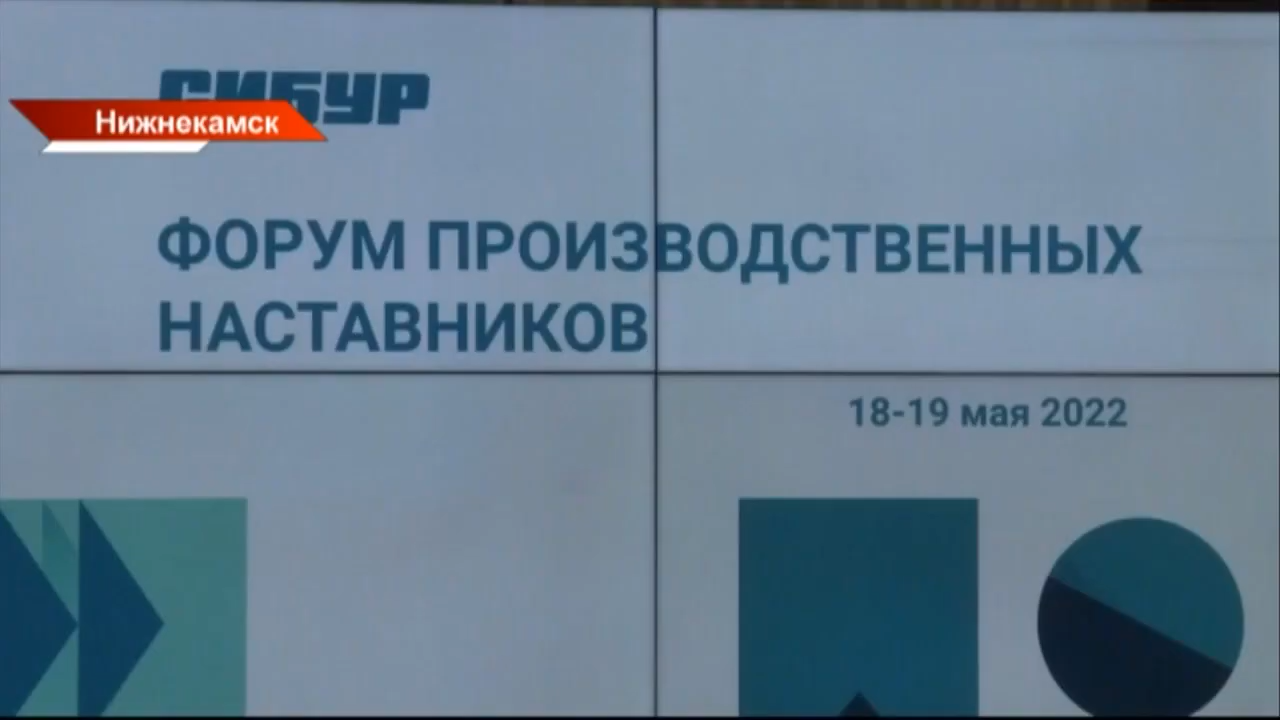 СИБУР
Нижнекамск
ФОРУМ ПРОИЗВОДСТВЕННЫХ
НАСТАВНИКОВ
18-19 мая 2022